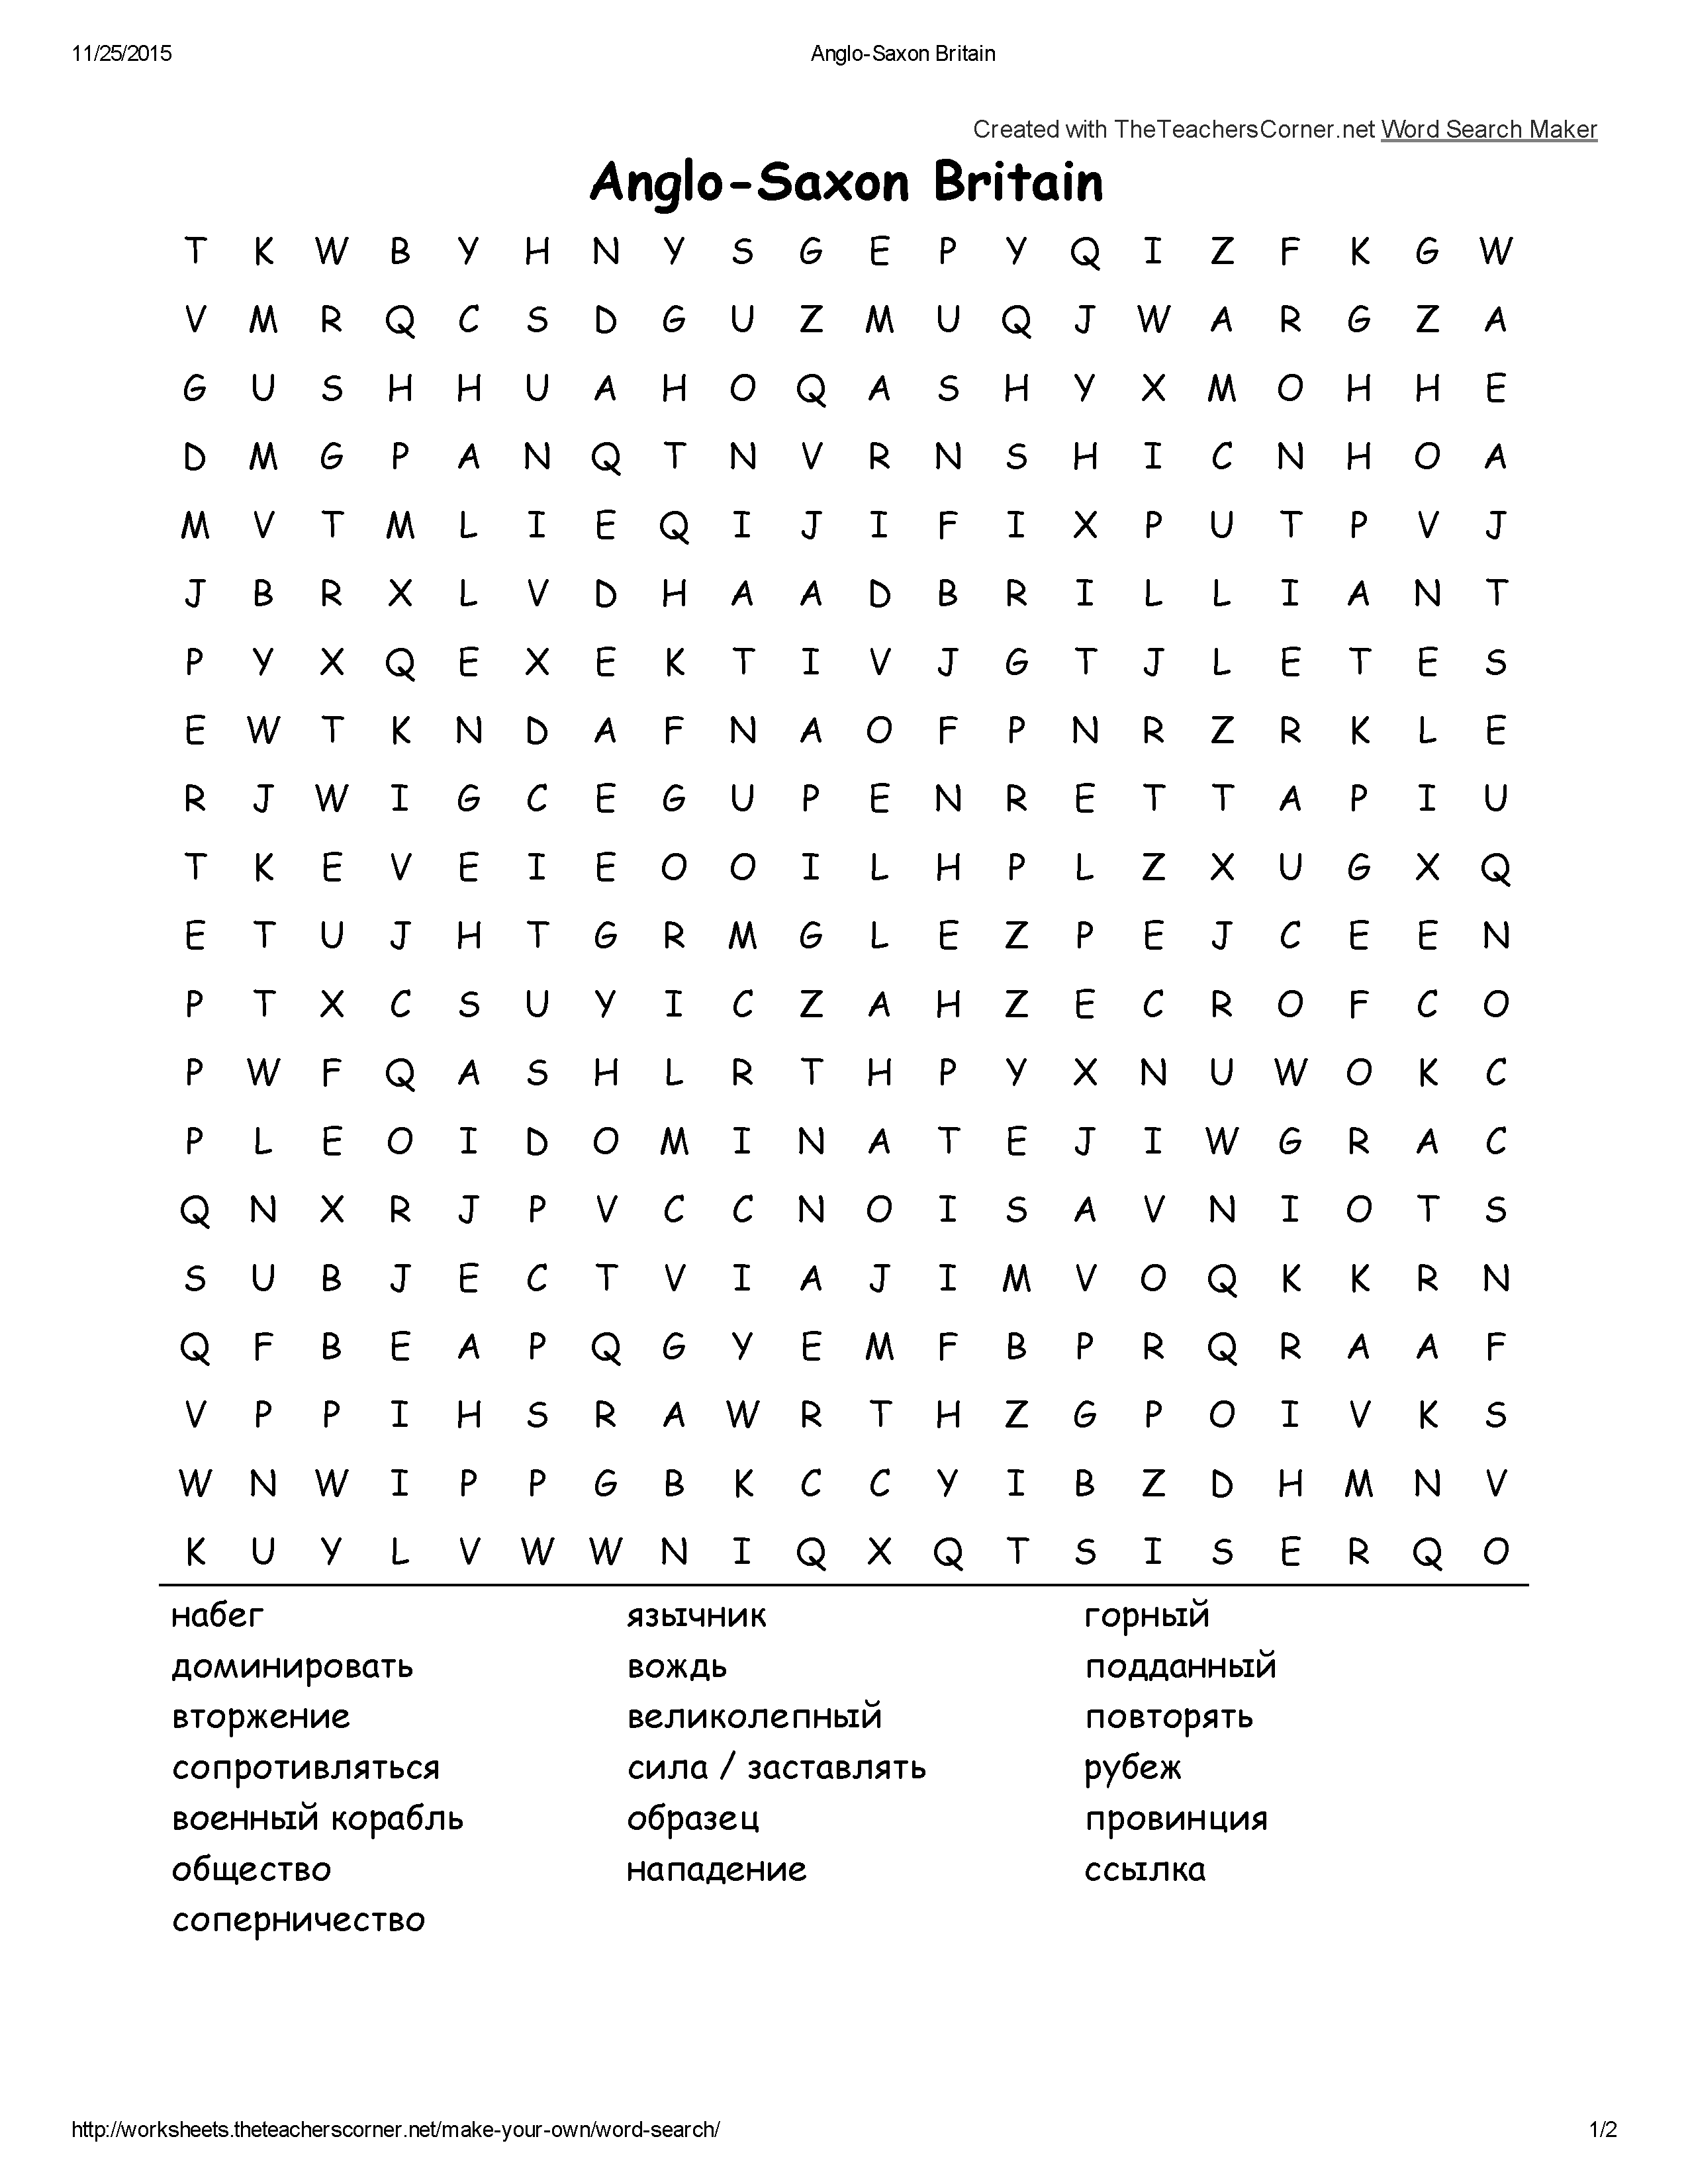 11/25/2015 Anglo-Saxon Britain
Created with TheTeachersCorner.net Word Search Maker
Anglo-Saxon Britain
T K W B Y H N Y S G E P Y Q I Z F K G W
V M R Q C S D G U Z M U Q J W A R G Z A
G U S H H U A H O Q A S H Y X M O H H E
D M G P A N Q T N V R N S H I C N H O A
M V T M L I E Q I J I F I X P U T P V J
J B R X L V D H A A D B R I L L I A N T
P Y X Q E X E K T I V J G T J L E T E S
E W T K N D A F N A O F P N R Z R K L E
R J W I G C E G U P E N R E T T A P I U
T K E V E I E O O I L H P L Z X U G X Q
E T U J H T G R M G L E Z P E J C E E N
P T X C S U Y I C Z A H Z E C R O F C O
P W F Q A S H L R T H P Y X N U W O K C
P L E O I D O M I N A T E J I W G R A C
Q N X R J P V C C N O I S A V N I O T S
S U B J E C T V I A J I M V O Q K K R N
Q F B E A P Q G Y E M F B P R Q R A A F
V P P I H S R A W R T H Z G P O I V K S
W N W I P P G B K C C Y I B Z D H M N V
K U Y L V W W N I Q X Q T S I S E R Q O
набег язычник горный
доминировать вождь подданный
вторжение великолепный повторять
сопротивляться сила / заставлять рубеж
военный корабль образец провинция
общество нападение ссылка
соперничество
http://worksheets.theteacherscorner.net/make-your-own/word-search/ 1/2